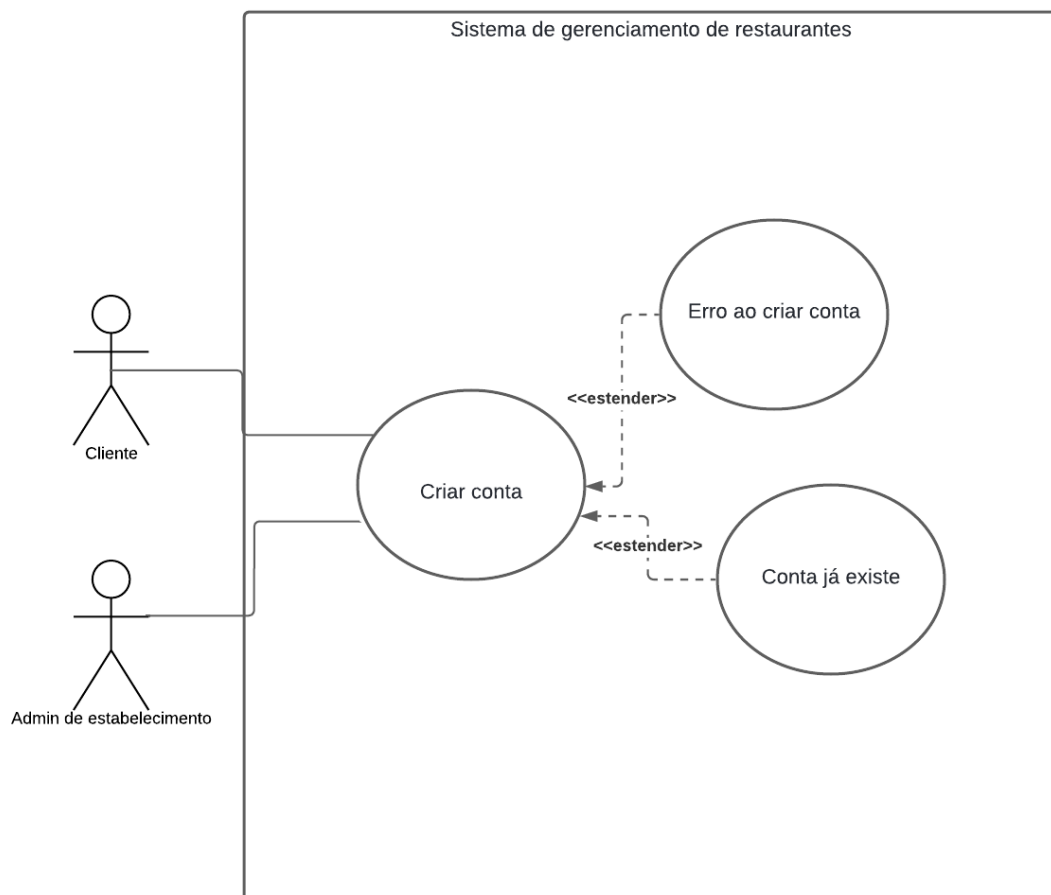 Sistema de gerenciamento de restaurantes
Erro ao criar conta
<<estender>>
Cliente
Criar conta
<<estender>>
Conta já existe
Admin de estabelecimento